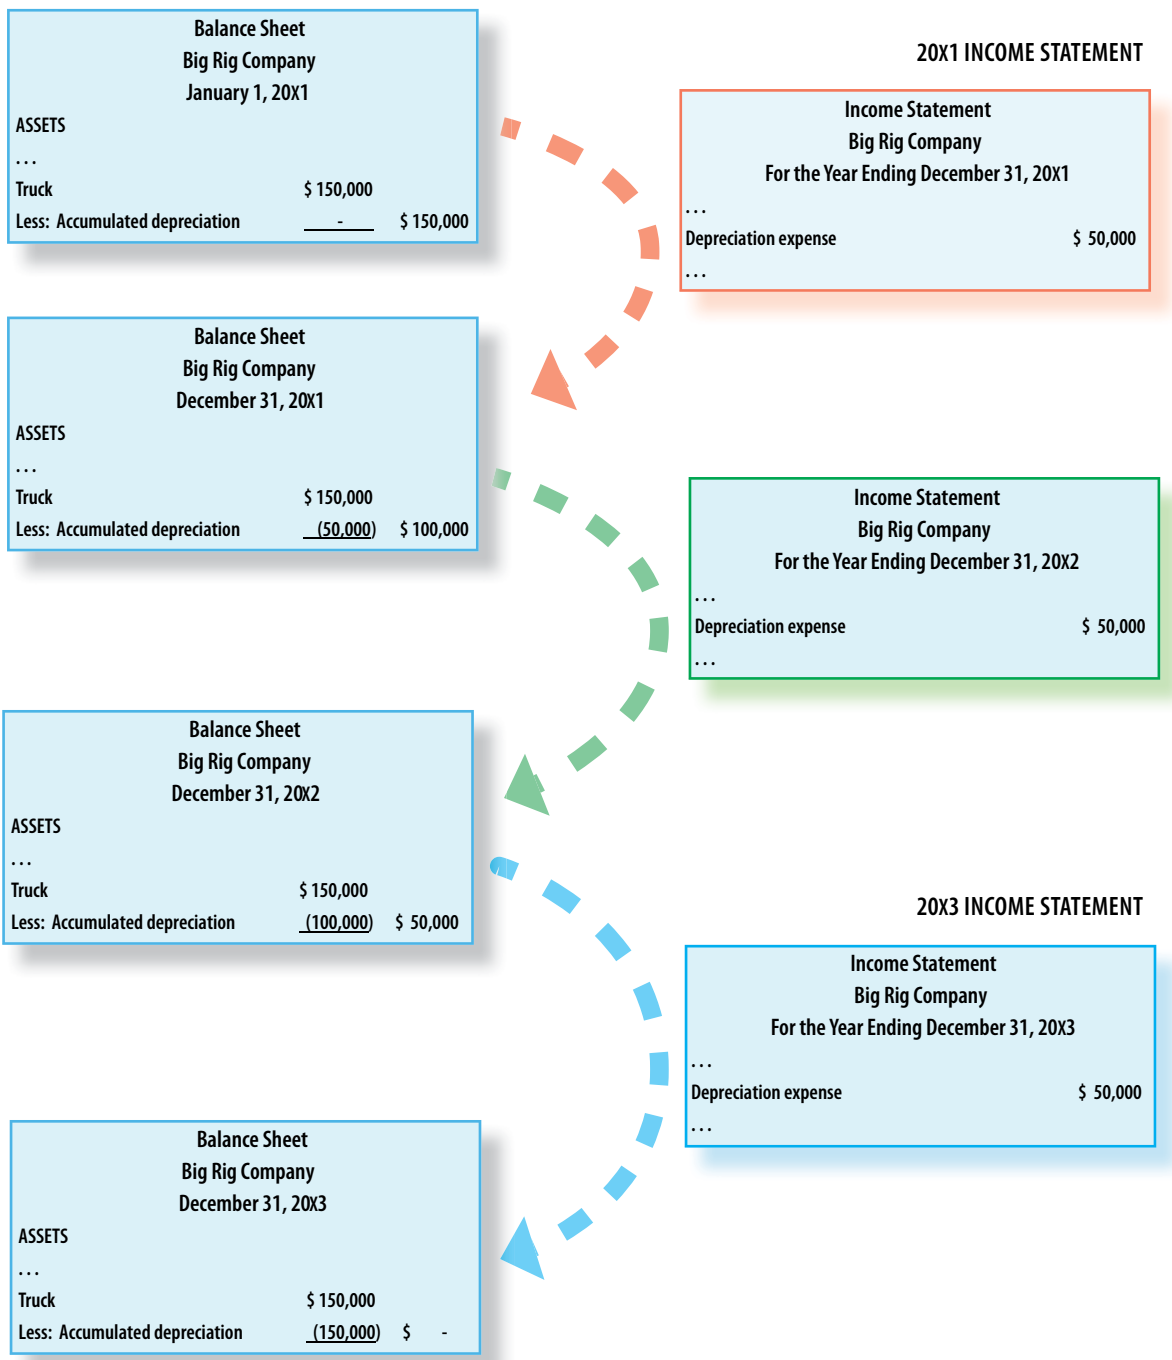 Balance Sheet
Big Rig Company
January 1, 20X1
ASSETS
...
Truck $ 150,000
Less: Accumulated depreciation - $ 150,000
20X1 INCOME STATEMENT
Income Statement
Big Rig Company
For the Year Ending December 31, 20X1
...
Depreciation expense $ 50,000
...
Balance Sheet
Big Rig Company
December 31, 20X1
ASSETS
...
Truck $ 150,000
Less: Accumulated depreciation (50,000) $ 100,000
Income Statement
Big Rig Company
For the Year Ending December 31, 20X2
...
Depreciation expense $ 50,000
...
Balance Sheet
Big Rig Company
December 31, 20X2
ASSETS
...
Truck $ 150,000
Less: Accumulated depreciation (100,000) $ 50,000
20X3 INCOME STATEMENT
Income Statement
Big Rig Company
For the Year Ending December 31, 20X3
...
Depreciation expense $ 50,000
...
Balance Sheet
Big Rig Company
December 31, 20X3
ASSETS
...
Truck $ 150,000
Less: Accumulated depreciation (150,000) $ -